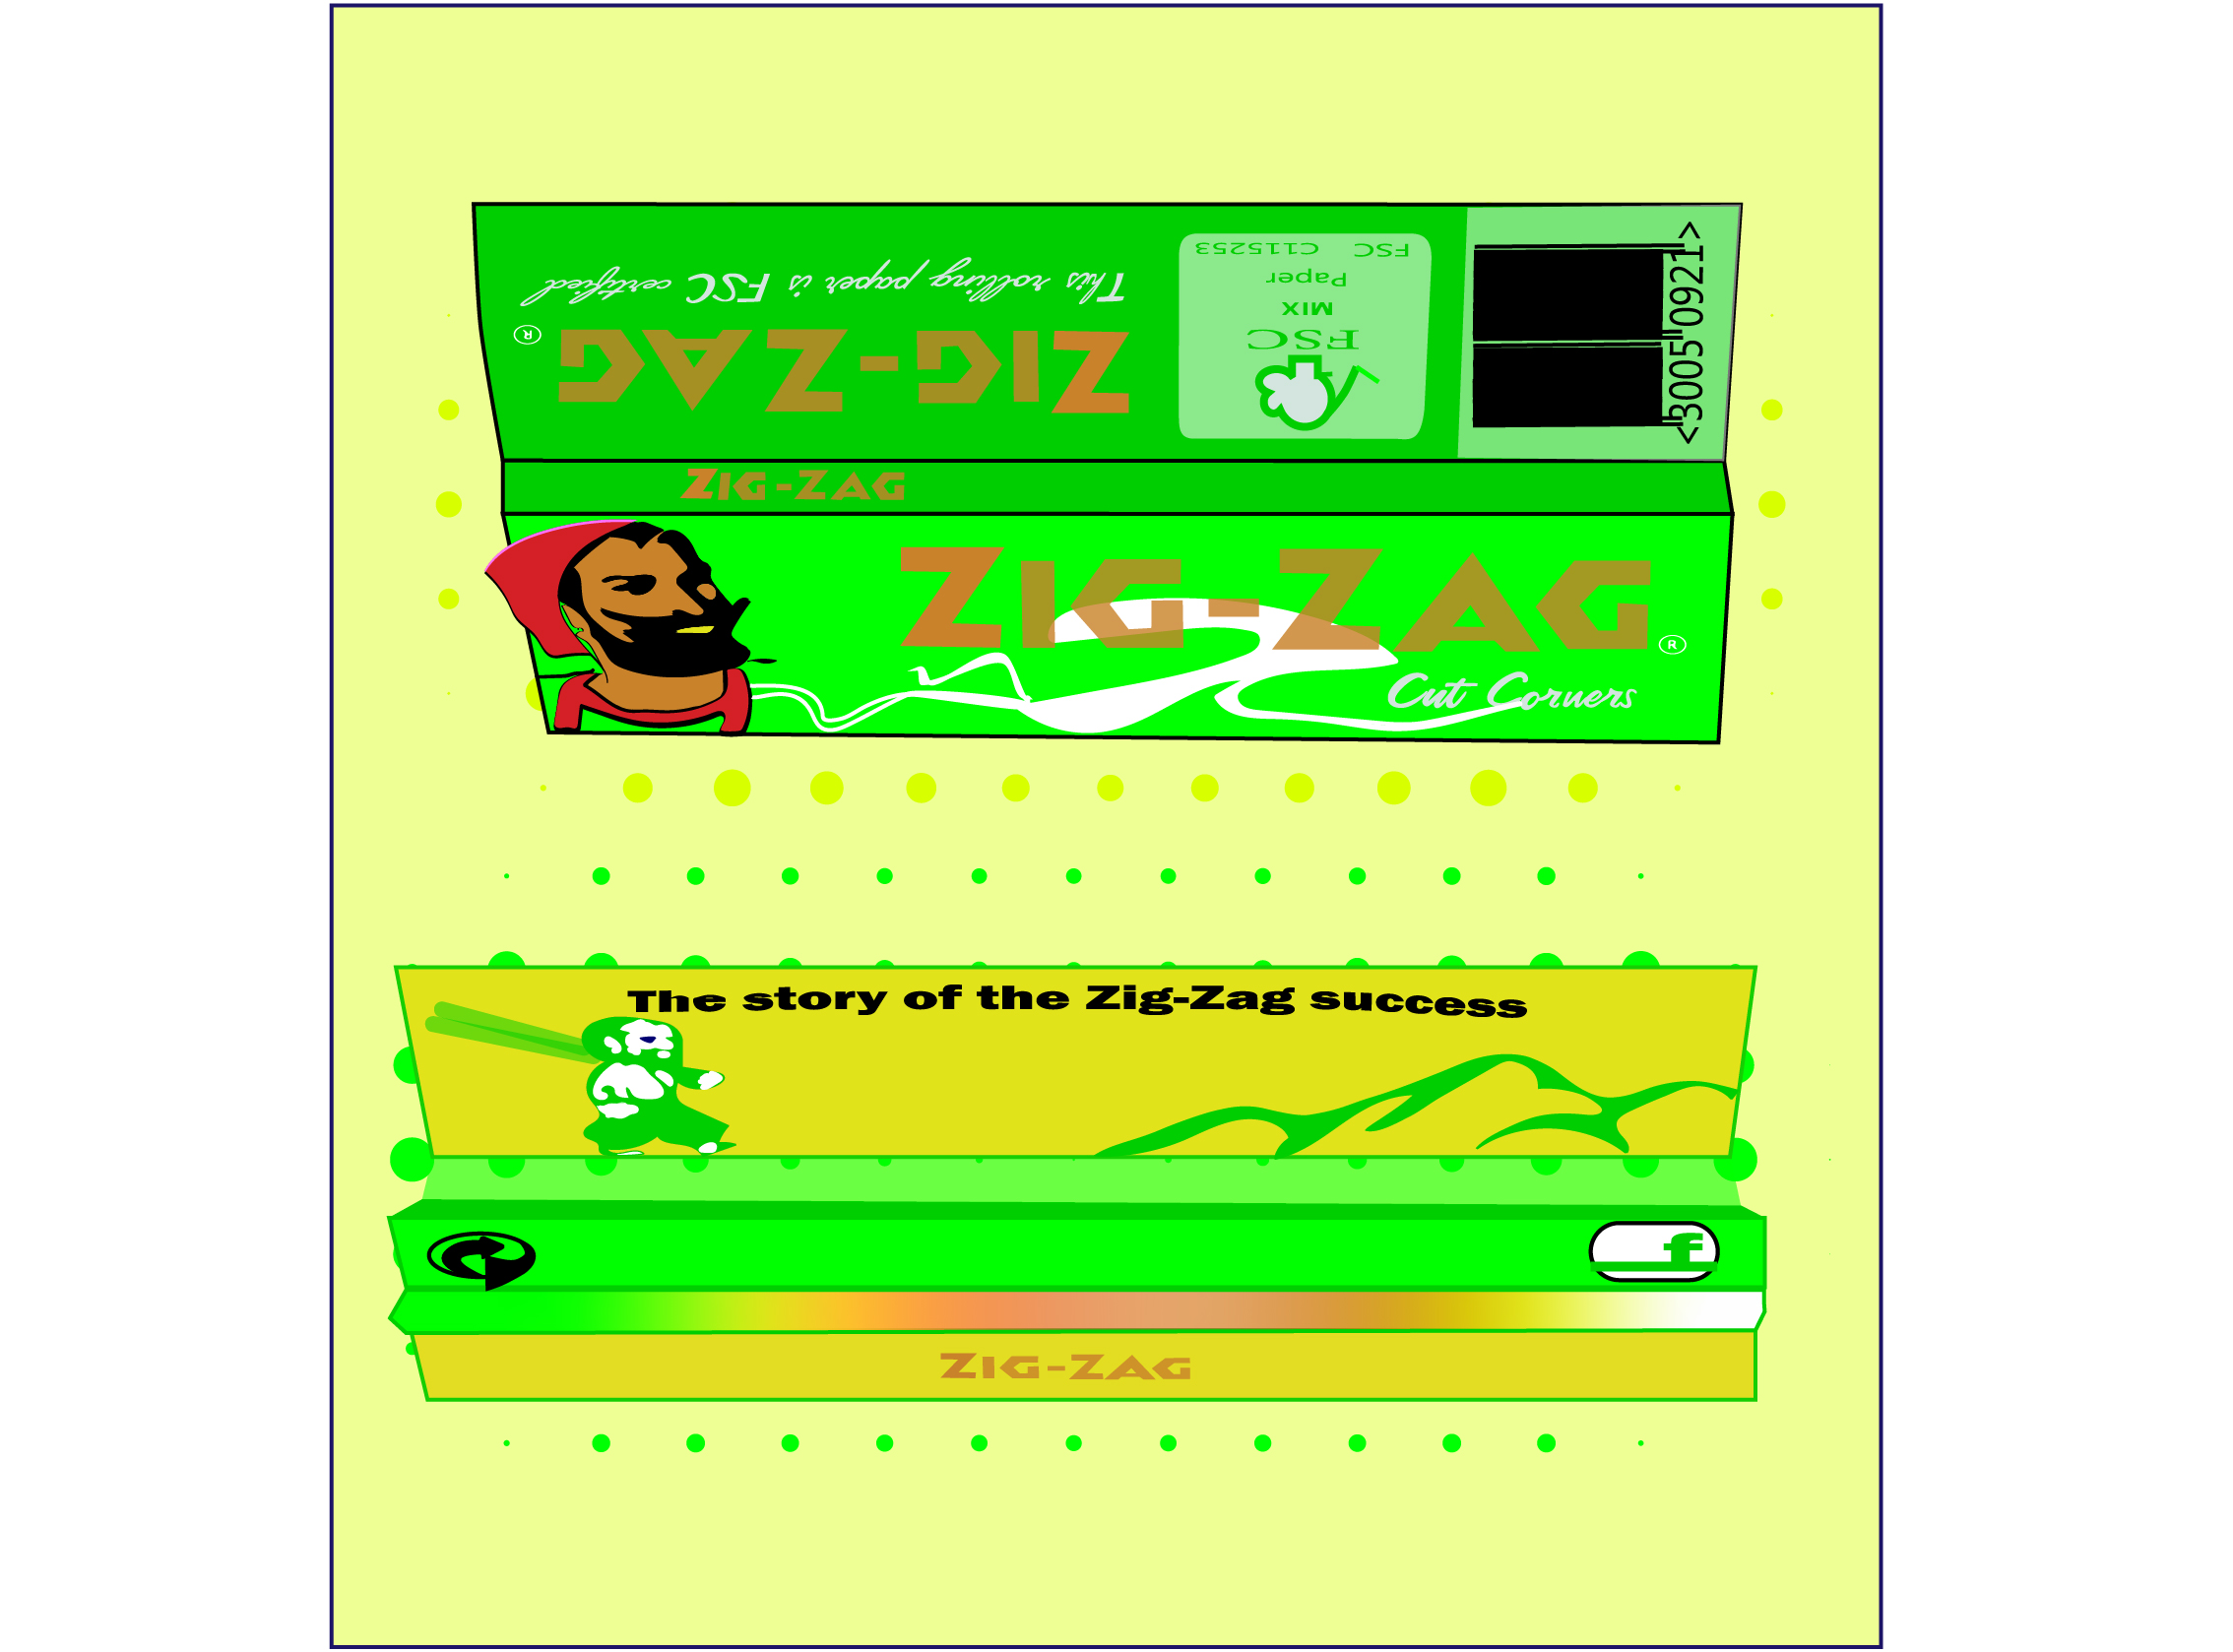 This rolling paper is FSC certified
ZIG-ZAG ®
FSC C115253
Paper
MIX
FSC
<3005 0921>
ZIG-ZAG
ZIG-ZAG ®
Cut Corners
The story of the Zig-Zag success
f
ZIG-ZAG